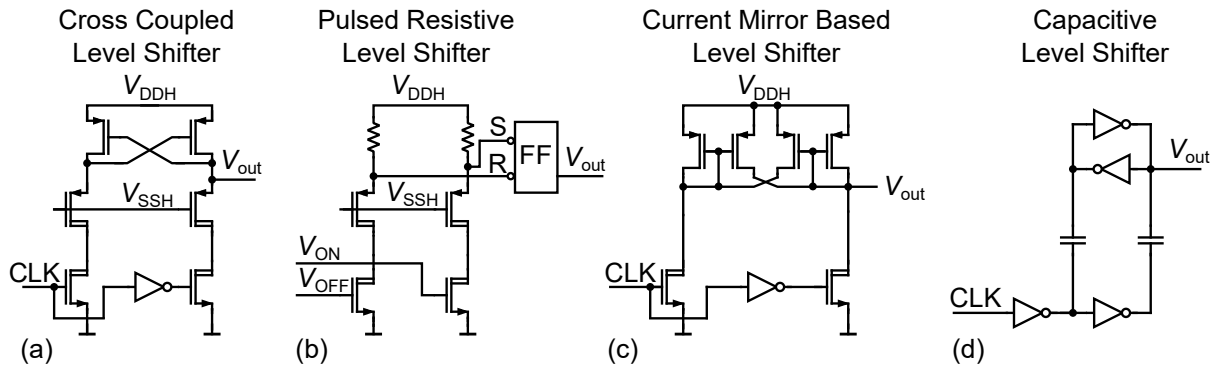 Cross Coupled
Level Shifter
Pulsed Resistive
Level Shifter
Current Mirror Based
Level Shifter
Capacitive
Level Shifter
VDDH
Vout
VSSH
CLK
(a)
VDDH
S
R
FF
Vout
VSSH
VON
VOFF
(b)
VDDH
Vout
CLK
(c)
Vout
CLK
(d)